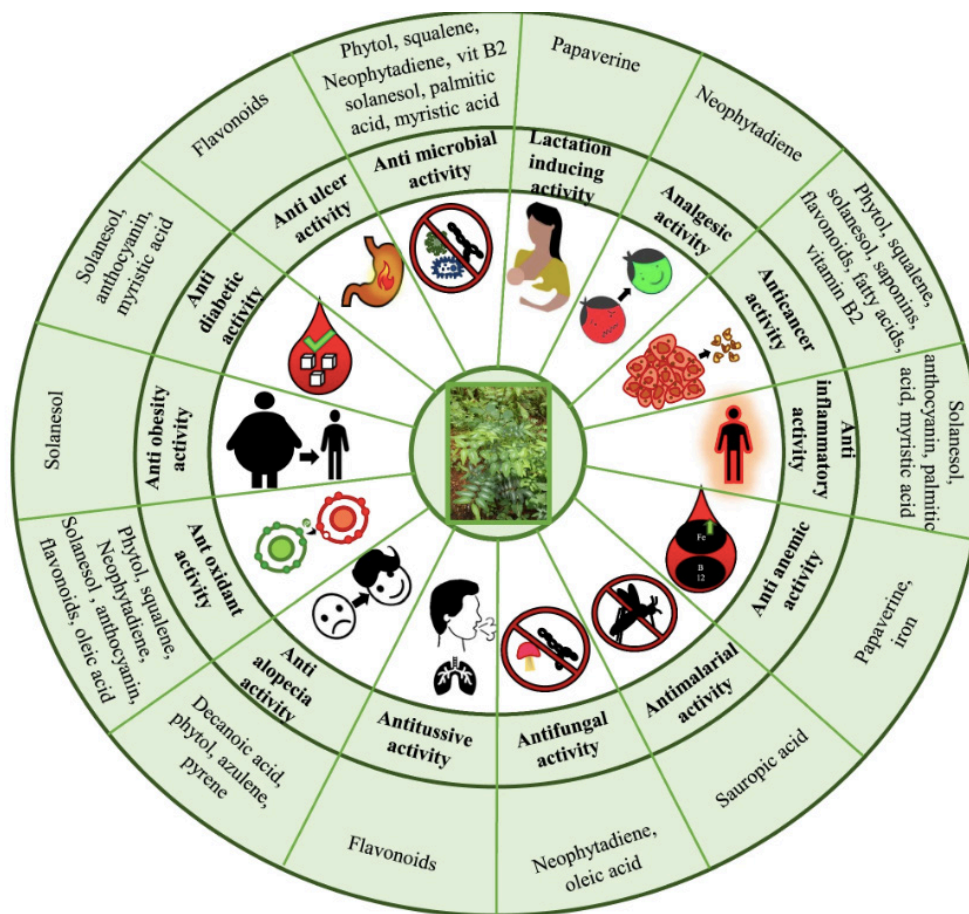 Phytol, squalene,
Neophytadiene, vit B2
solanesol, palmitic
acid, myristic acid
Anti microbial
activity
Papaverine
Lactation
inducing
activity
Neophytadiene
Analgesic
activity
Phytol, squalene,
solanesol, saponins,
flavonoids, fatty acids,
vitamin B2
Anticancer
activity
Solanesol,
anthocyanin, palmitic
acid, myristic acid
Anti
inflammatory
activity
Papaverine,
iron
Anti anemic
activity
Fe
B
12
Sauropic acid
Antimalarial
activity
Neophytadiene,
oleic acid
Antifungal
activity
Flavonoids
Antitussive
activity
Decanoic acid,
phytol, azulene,
pyrene
Anti
alopecia
activity
Phytol, squalene,
Neophytadiene,
Solanesol , anthocyanin,
flavonoids, oleic acid
Ant oxidant
activity
Solanesol
Anti obesity
activity
Solanesol,
anthocyanin,
myristic acid
Anti
diabetic
activity
Flavonoids
Anti ulcer
activity